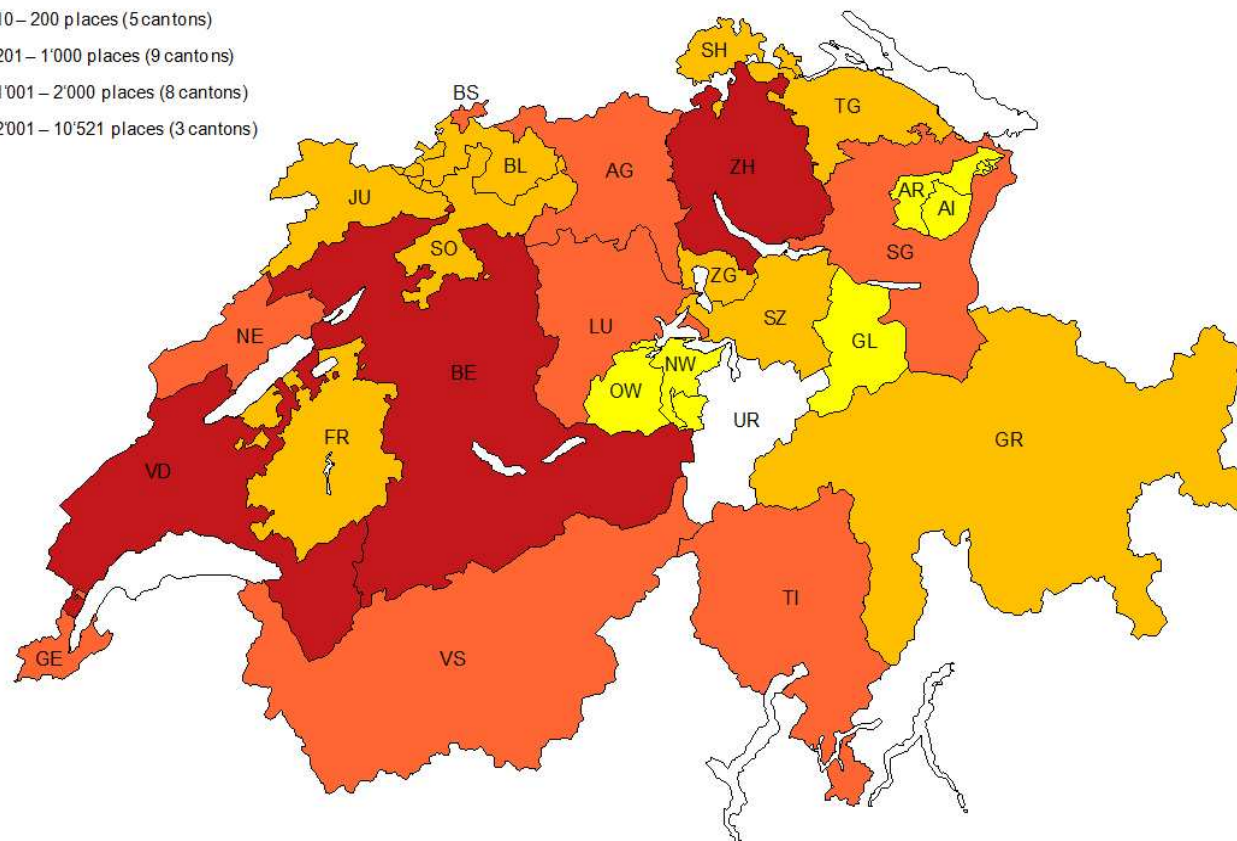 10 – 200 places (5 cantons)
201 – 1'000 places (9 cantons)
1'001 – 2'000 places (8 cantons)
2'001 – 10'521 places (3 cantons)
SH
BS
TG
BL
AG
ZH
JU
AR
AI
SO
SG
ZG
NE
LU
SZ
GL
BE
NW
OW
UR
FR
GR
VD
TI
GE
VS